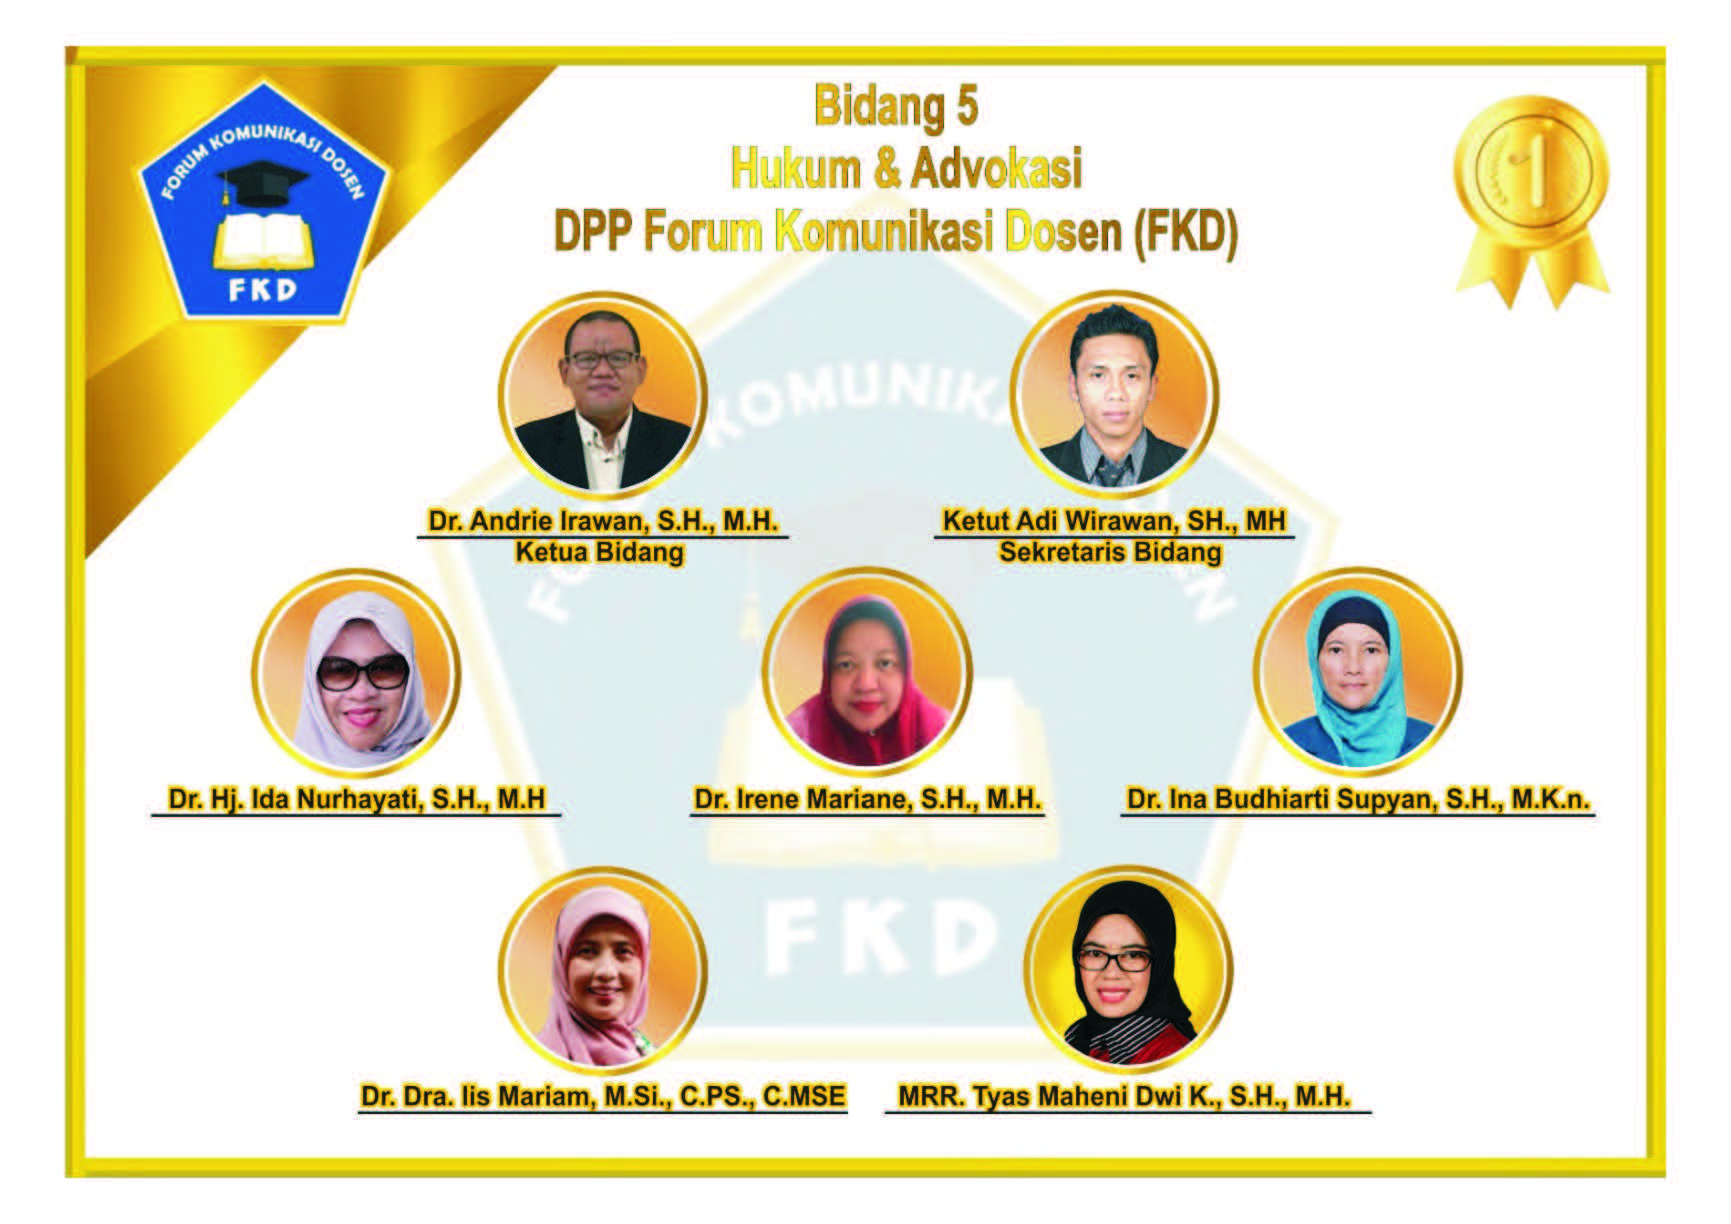 Bidang 5
Hukum & Advokasi
DPP Forum Komunikasi Dosen (FKD)
FORUM KOMUNIKASI DOSEN
FKD
1
Dr. Andrie Irawan, S.H., M.H.
Ketua Bidang
Ketut Adi Wirawan, SH., MH
Sekretaris Bidang
Dr. Hj. Ida Nurhayati, S.H., M.H
Dr. Irene Mariane, S.H., M.H.
Dr. Ina Budhiarti Supyan, S.H., M.K.n.
Dr. Dra. Iis Mariam, M.Si., C.PS., C.MSE
MRR. Tyas Maheni Dwi K., S.H., M.H.
FKD